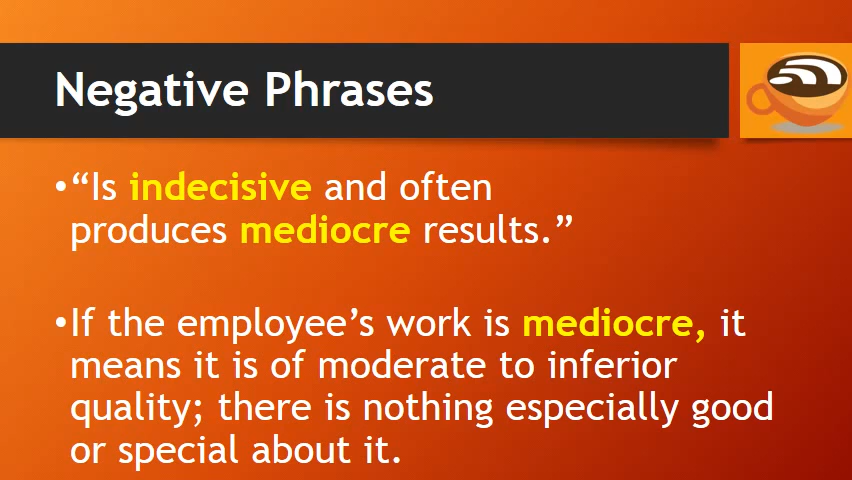 Negative Phrases
•“Is indecisive and often
produces mediocre results.”
•If the employee’s work is mediocre, it
means it is of moderate to inferior
quality; there is nothing especially good
or special about it.